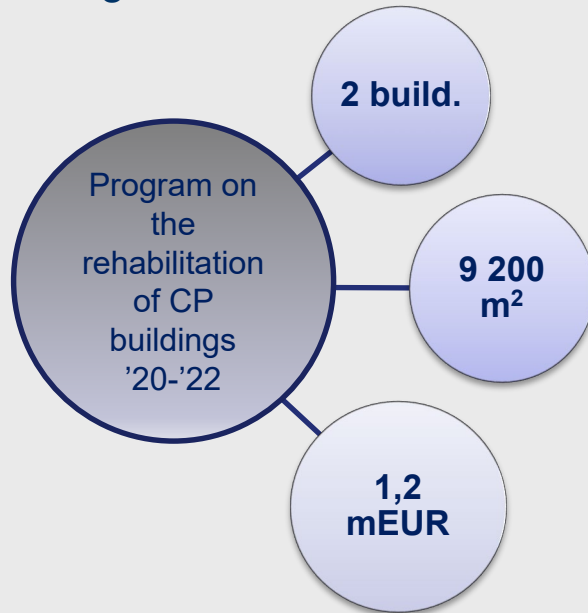 2 build.
Program on
the
rehabilitation
of CP
buildings
’20-’22
9 200
m²
1,2
mEUR